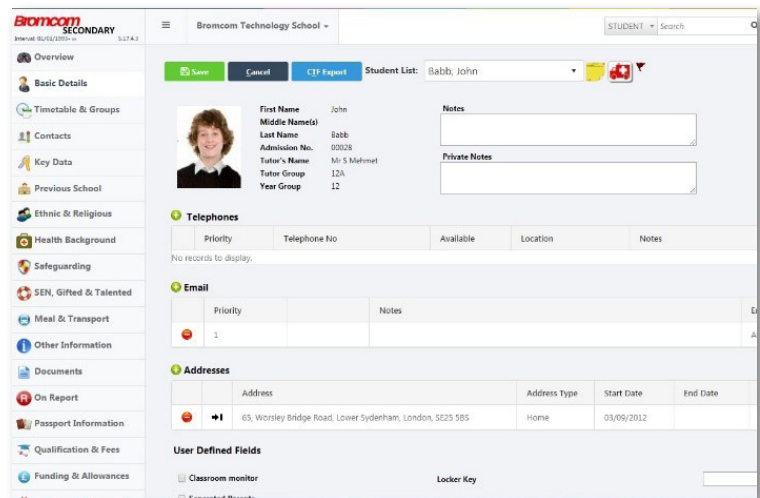 Bromcom
SECONDARY
5.17.4.3
Bromcom Technology School
STUDENT Search
Overview
Basic Details
Timetable & Groups
Contacts
Key Data
Previous School
Ethnic & Religious
Health Background
Safeguarding
SEN, Gifted & Talented
Meal & Transport
Other Information
Documents
On Report
Passport Information
Qualification & Fees
Funding & Allowances
Save Cancel CTF Export Student List: Babb, John
First Name John
Middle Name(s)
Last Name Babb
Admission No. 00028
Tutor's Name Mr S Mehmet
Tutor Group 12A
Year Group 12
Notes
Private Notes
Telephones
Priority Telephone No Available Location Notes
No records to display.
Email
Priority Notes
1
Addresses
Address Address Type Start Date End Date
65, Worsley Bridge Road, Lower Sydenham, London, SE25 5BS Home 03/09/2012
User Defined Fields
Classroom monitor Locker Key